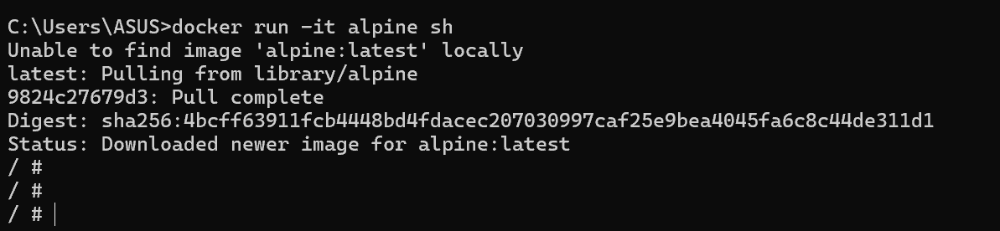 C:\Users\ASUS>docker run -it alpine sh
Unable to find image 'alpine:latest' locally
latest: Pulling from library/alpine
9824c27679d3: Pull complete
Digest: sha256:4bcff63911fcb4448bd4fdacec207030997caf25e9bea4045fa6c8c44de311d1
Status: Downloaded newer image for alpine:latest
/ #
/ #
/ #